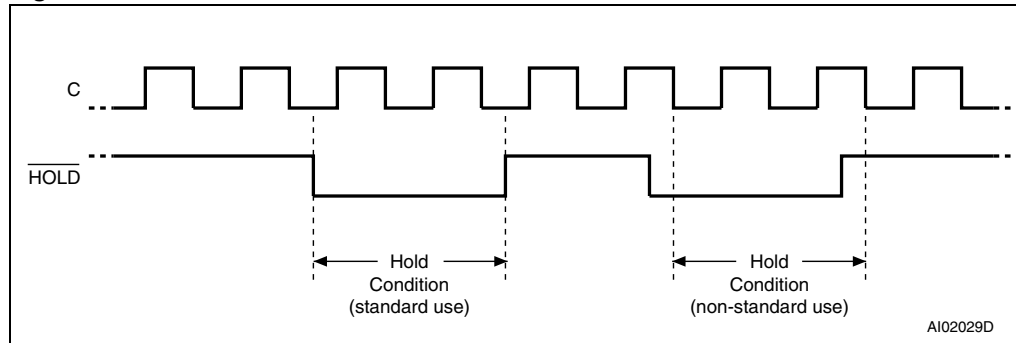 C
HOLD
Hold
Condition
(standard use)
Hold
Condition
(non-standard use)
AI02029D